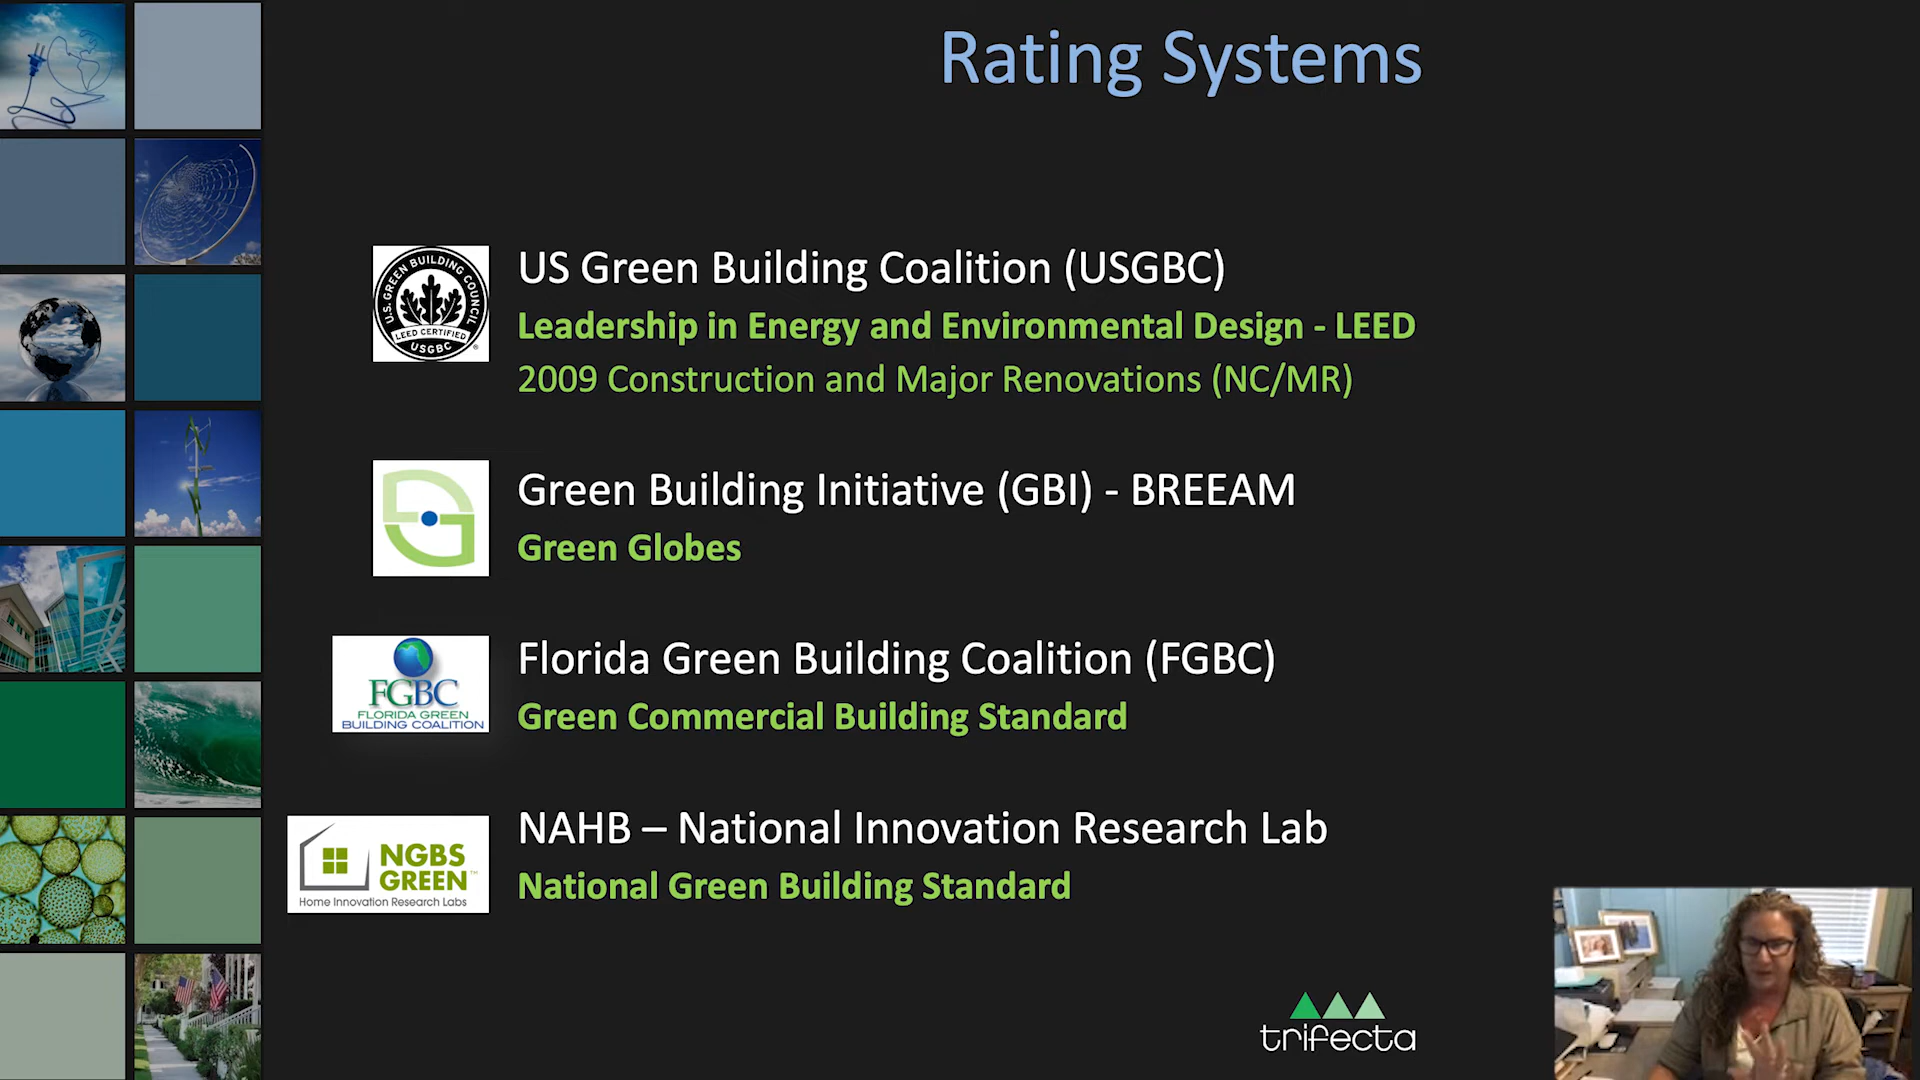 Rating Systems
U.S. GREEN BUILDING COUNCIL
LEED CERTIFIED
USGBC
®
US Green Building Coalition (USGBC)
Leadership in Energy and Environmental Design - LEED
2009 Construction and Major Renovations (NC/MR)
Green Building Initiative (GBI) - BREEAM
Green Globes
FGBC
FLORIDA GREEN
BUILDING COALITION
Florida Green Building Coalition (FGBC)
Green Commercial Building Standard
NGBS
GREEN™
Home Innovation Research Labs
NAHB – National Innovation Research Lab
National Green Building Standard
trifecta